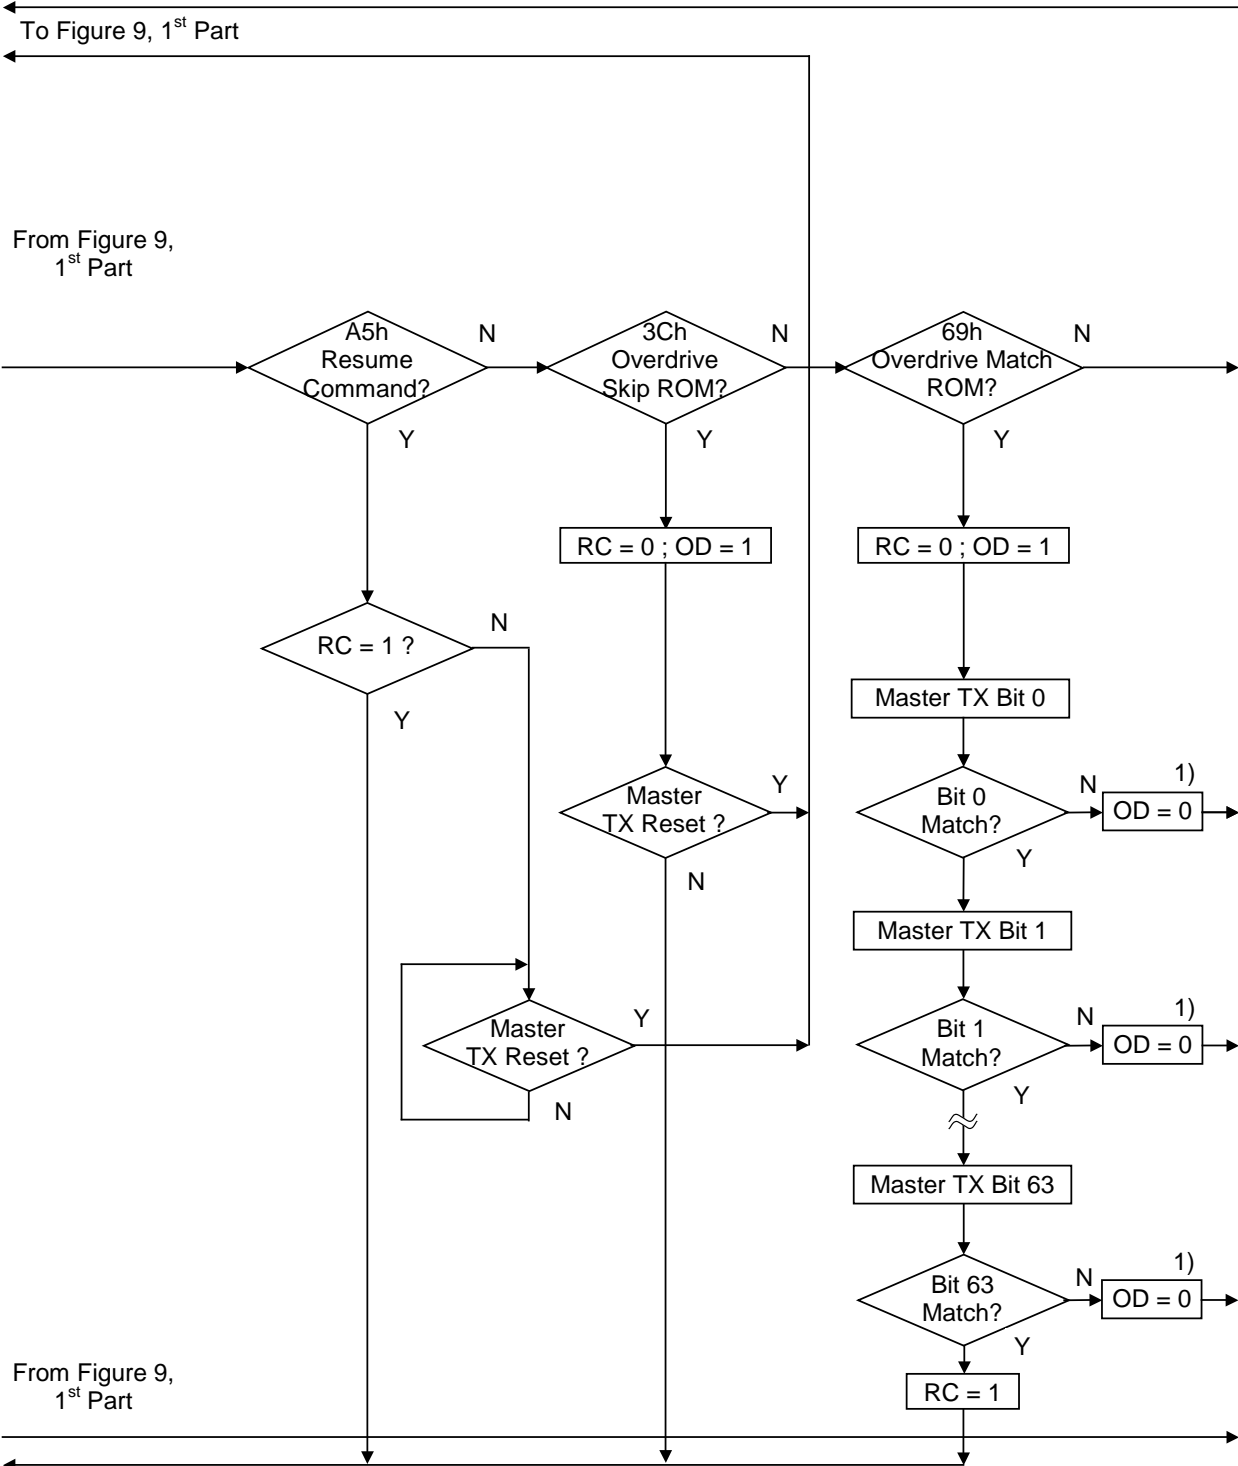 To Figure 9, 1st Part
From Figure 9,
1st Part
A5h
Resume
Command?
N
Y
3Ch
Overdrive
Skip ROM?
N
Y
69h
Overdrive Match
ROM?
N
Y
RC = 0 ; OD = 1
RC = 0 ; OD = 1
RC = 1 ?
N
Y
Master TX Bit 0
Master
TX Reset ?
Y
N
Bit 0
Match?
N
Y
1)
OD = 0
Master TX Bit 1
Master
TX Reset ?
Y
N
Bit 1
Match?
N
Y
1)
OD = 0
Master TX Bit 63
Bit 63
Match?
N
Y
1)
OD = 0
RC = 1
From Figure 9,
1st Part